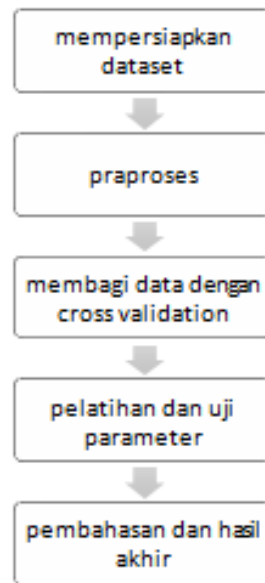 mempersiapkan
dataset
praproses
membagi data dengan
cross validation
pelatihan dan uji
parameter
pembahasan dan hasil
akhir